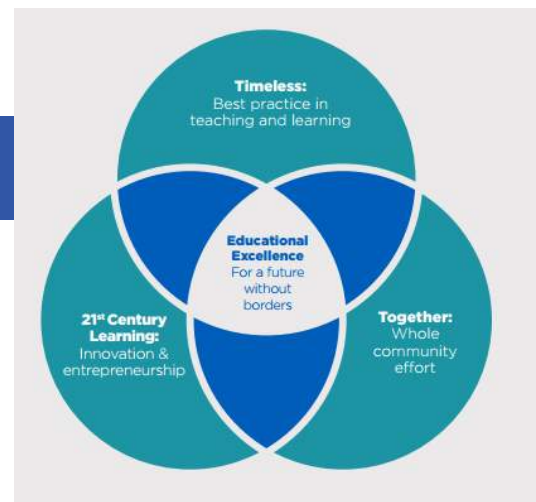 Timeless:
Best practice in
teaching and learning
Educational
Excellence
For a future
without
borders
21st Century
Learning:
Innovation &
entrepreneurship
Together:
Whole
community
effort